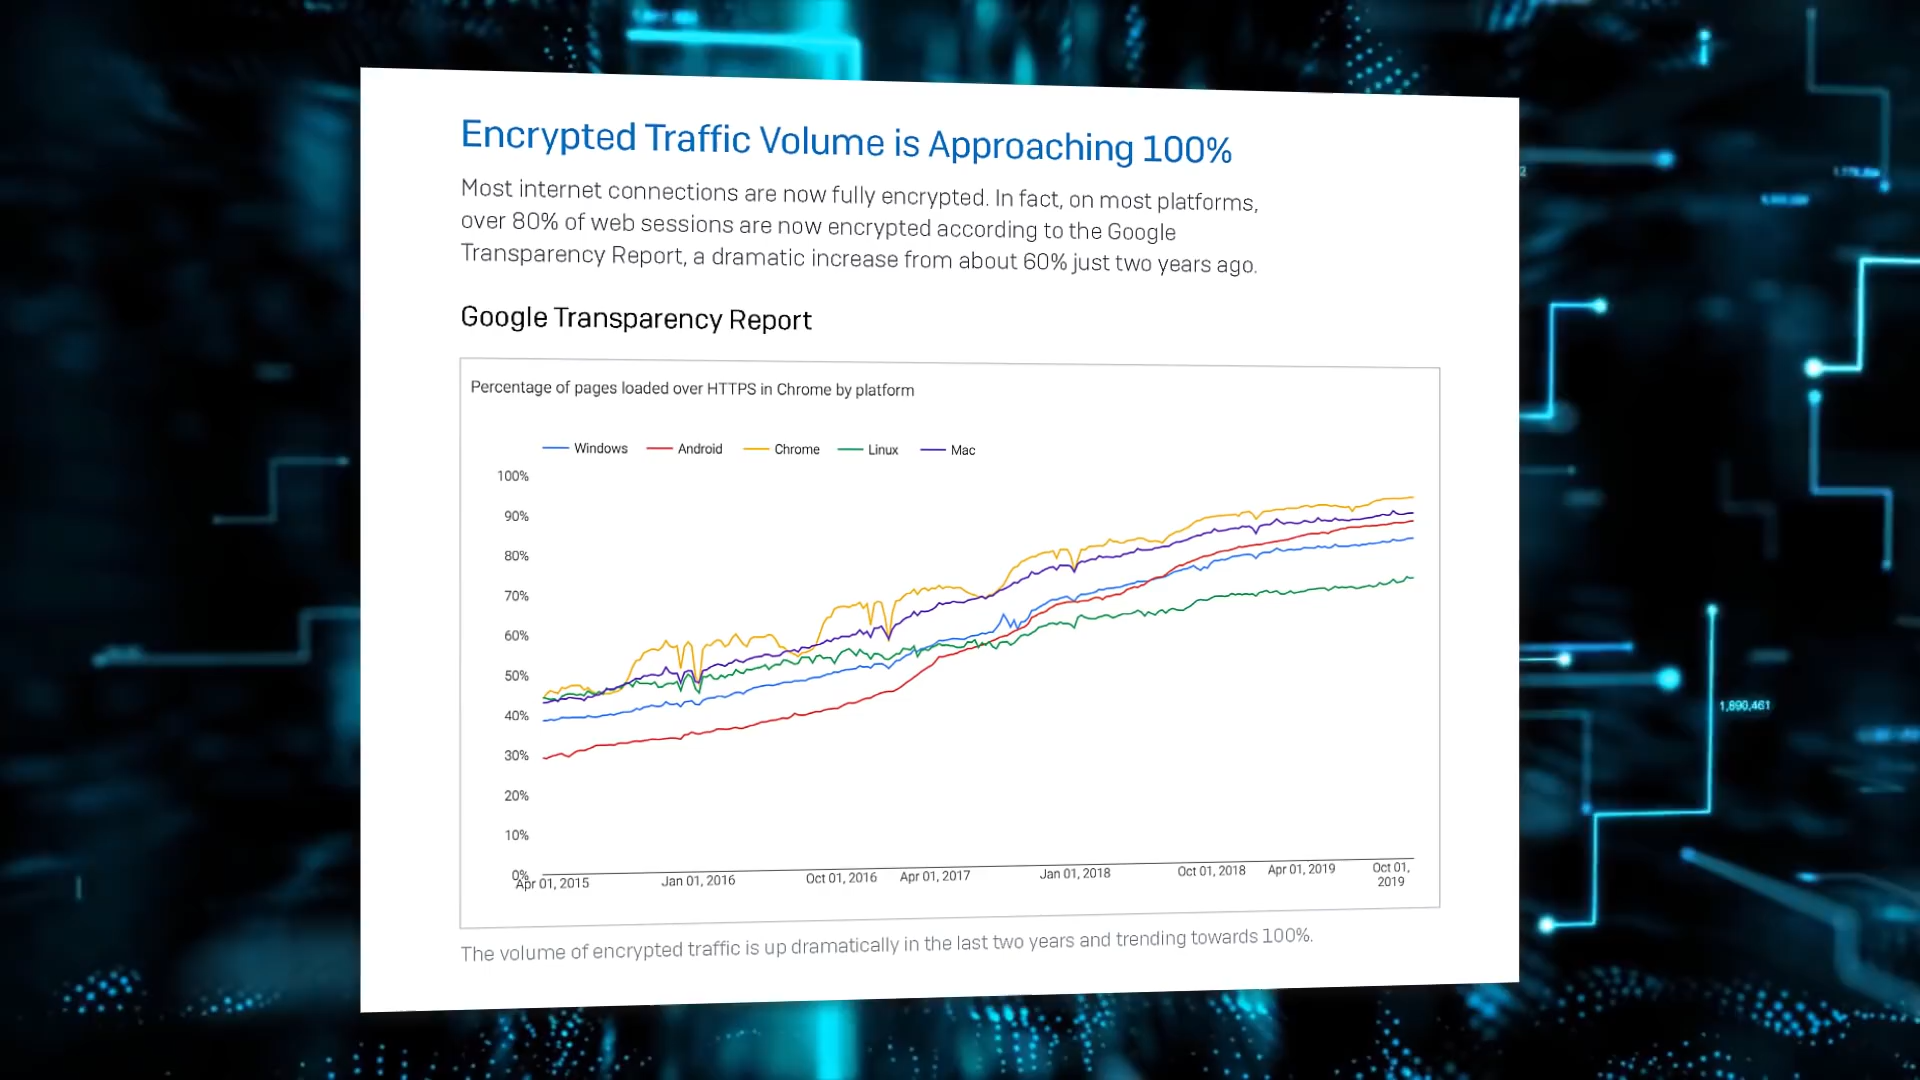 Encrypted Traffic Volume is Approaching 100%
Most internet connections are now fully encrypted. In fact, on most platforms,
over 80% of web sessions are now encrypted according to the Google
Transparency Report, a dramatic increase from about 60% just two years ago.
Google Transparency Report
Percentage of pages loaded over HTTPS in Chrome by platform
Windows Android Chrome Linux Mac
100%
90%
80%
70%
60%
50%
40%
30%
20%
10%
0%
Apr 01, 2015 Jan 01, 2016 Oct 01, 2016 Apr 01, 2017 Jan 01, 2018 Oct 01, 2018 Apr 01, 2019 Oct 01,
2019
The volume of encrypted traffic is up dramatically in the last two years and trending towards 100%.
1,890,461